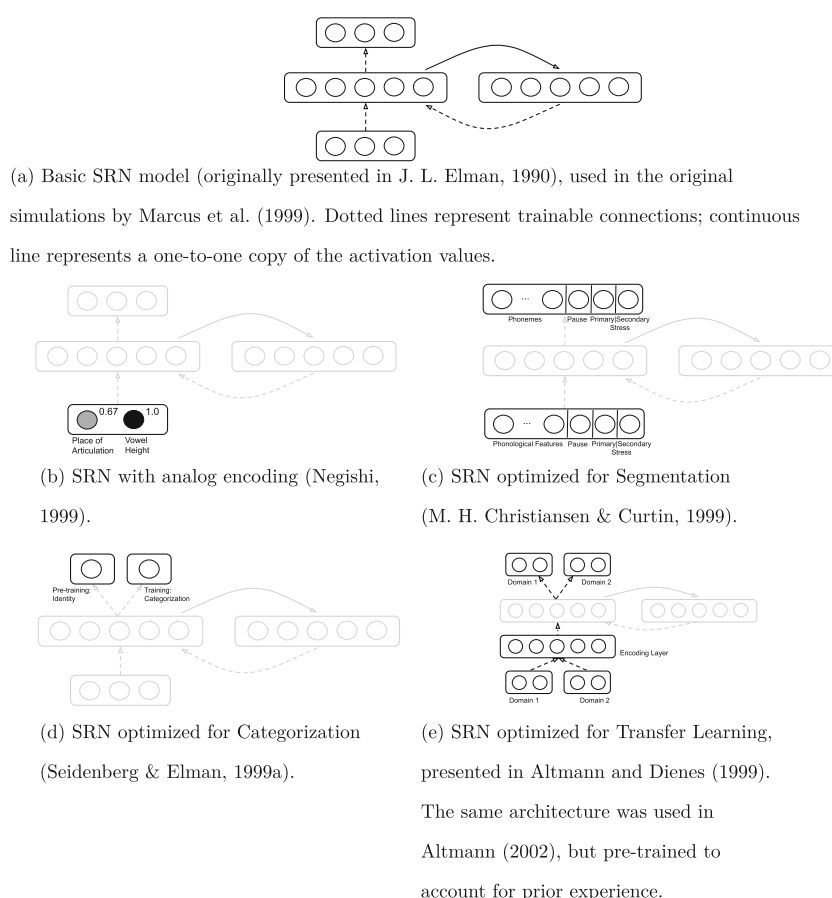 (a) Basic SRN model (originally presented in J. L. Elman, 1990), used in the original
simulations by Marcus et al. (1999). Dotted lines represent trainable connections; continuous
line represents a one-to-one copy of the activation values.
0.67
1.0
Place of
Articulation
Vowel
Height
(b) SRN with analog encoding (Negishi,
1999).
...
Phonemes
Pause
Primary|Secondary
Stress
...
Phonological Features
Pause
Primary|Secondary
Stress
(c) SRN optimized for Segmentation
(M. H. Christiansen & Curtin, 1999).
Pre-training:
Identity
Training:
Categorization
(d) SRN optimized for Categorization
(Seidenberg & Elman, 1999a).
Domain 1
Domain 2
Encoding Layer
Domain 1
Domain 2
(e) SRN optimized for Transfer Learning,
presented in Altmann and Dienes (1999).
The same architecture was used in
Altmann (2002), but pre-trained to
account for prior experience.